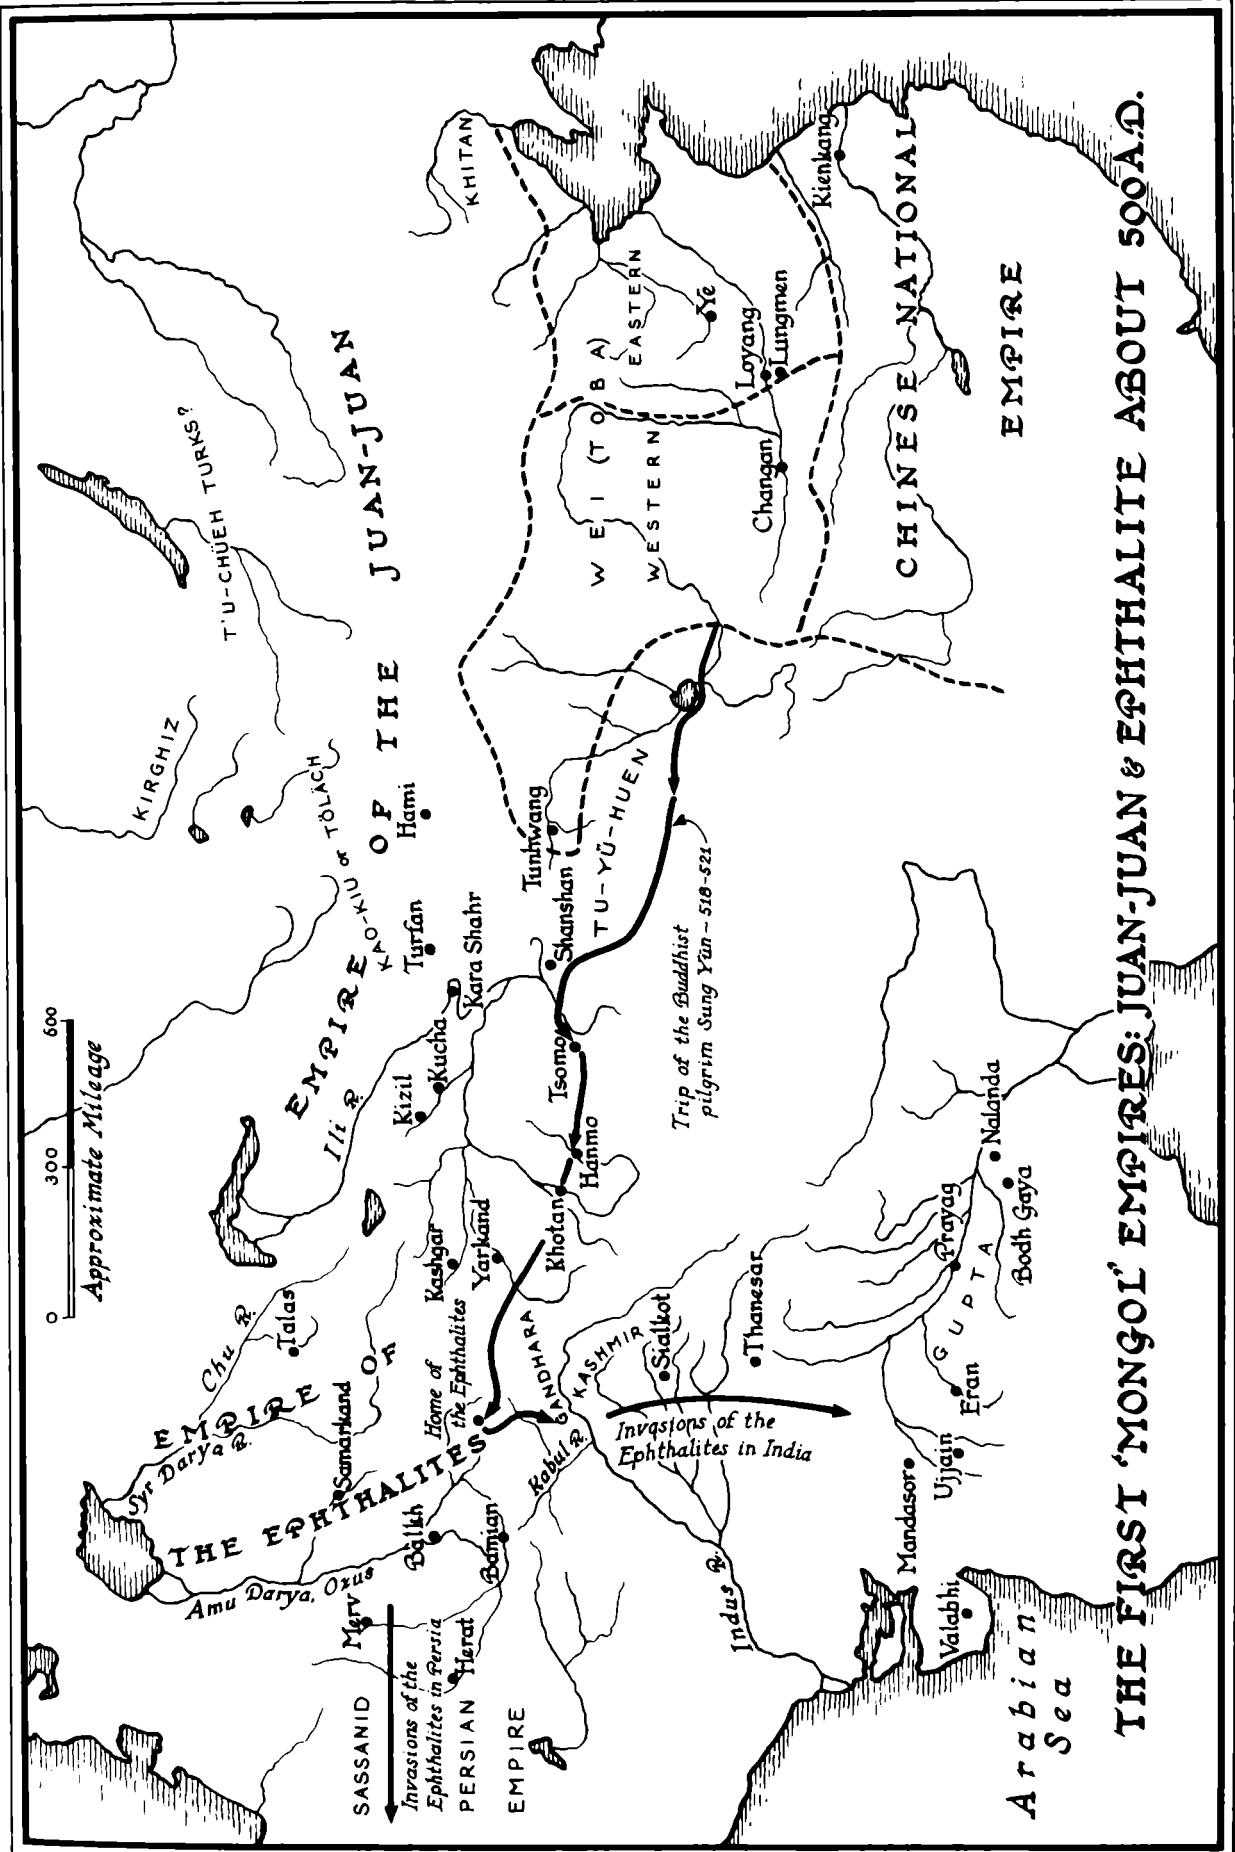 THE FIRST 'MONGOL' EMPIRES: JUAN-JUAN & EPHTHALITE ABOUT 500 A.D.
0 300 600
Approximate Mileage
KIRGHIZ
T'U-CHÜEH TURKS?
KAO-KIU or TÖLÄCH
EMPIRE OF THE JUAN-JUAN
KHITAN
Ili R.
Chu R.
Talas
EMPIRE OF
THE EPHTHALITES
Syr Darya R.
Samarkand
Amu Darya, Oxus
Merv
Balkh
Bamian
Herat
SASSANID
PERSIAN
EMPIRE
Invasions of the
Ephthalites in Persia
Home of
the Ephthalites
Kashgar
Yarkand
Kizil
Kucha
Kara Shahr
Turfan
Hami
Tunhwang
Shanshan
Tsomo
Hanmo
Khotan
TU-YÜ-HUEN
Trip of the Buddhist
pilgrim Sung Yün - 518-521
WEI (TOBA)
WESTERN
EASTERN
Ye
Loyang
Lungmen
Changan
Kienkang
CHINESE NATIONAL
EMPIRE
GANDHARA
KASHMIR
Kabul R.
Sialkot
Thanesar
Invasions of the
Ephthalites in India
Indus R.
Prayag
Nalanda
Bodh Gaya
GUPTA
Eran
Ujjain
Mandasor
Valabhi
Arabian
Sea